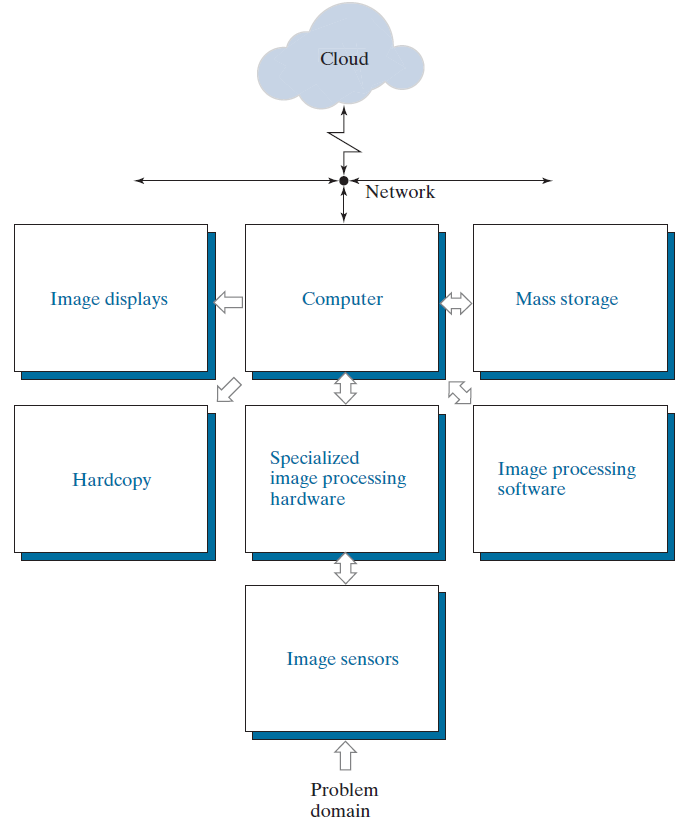 Cloud
Network
Image displays
Computer
Mass storage
Hardcopy
Specialized
image processing
hardware
Image processing
software
Image sensors
Problem
domain